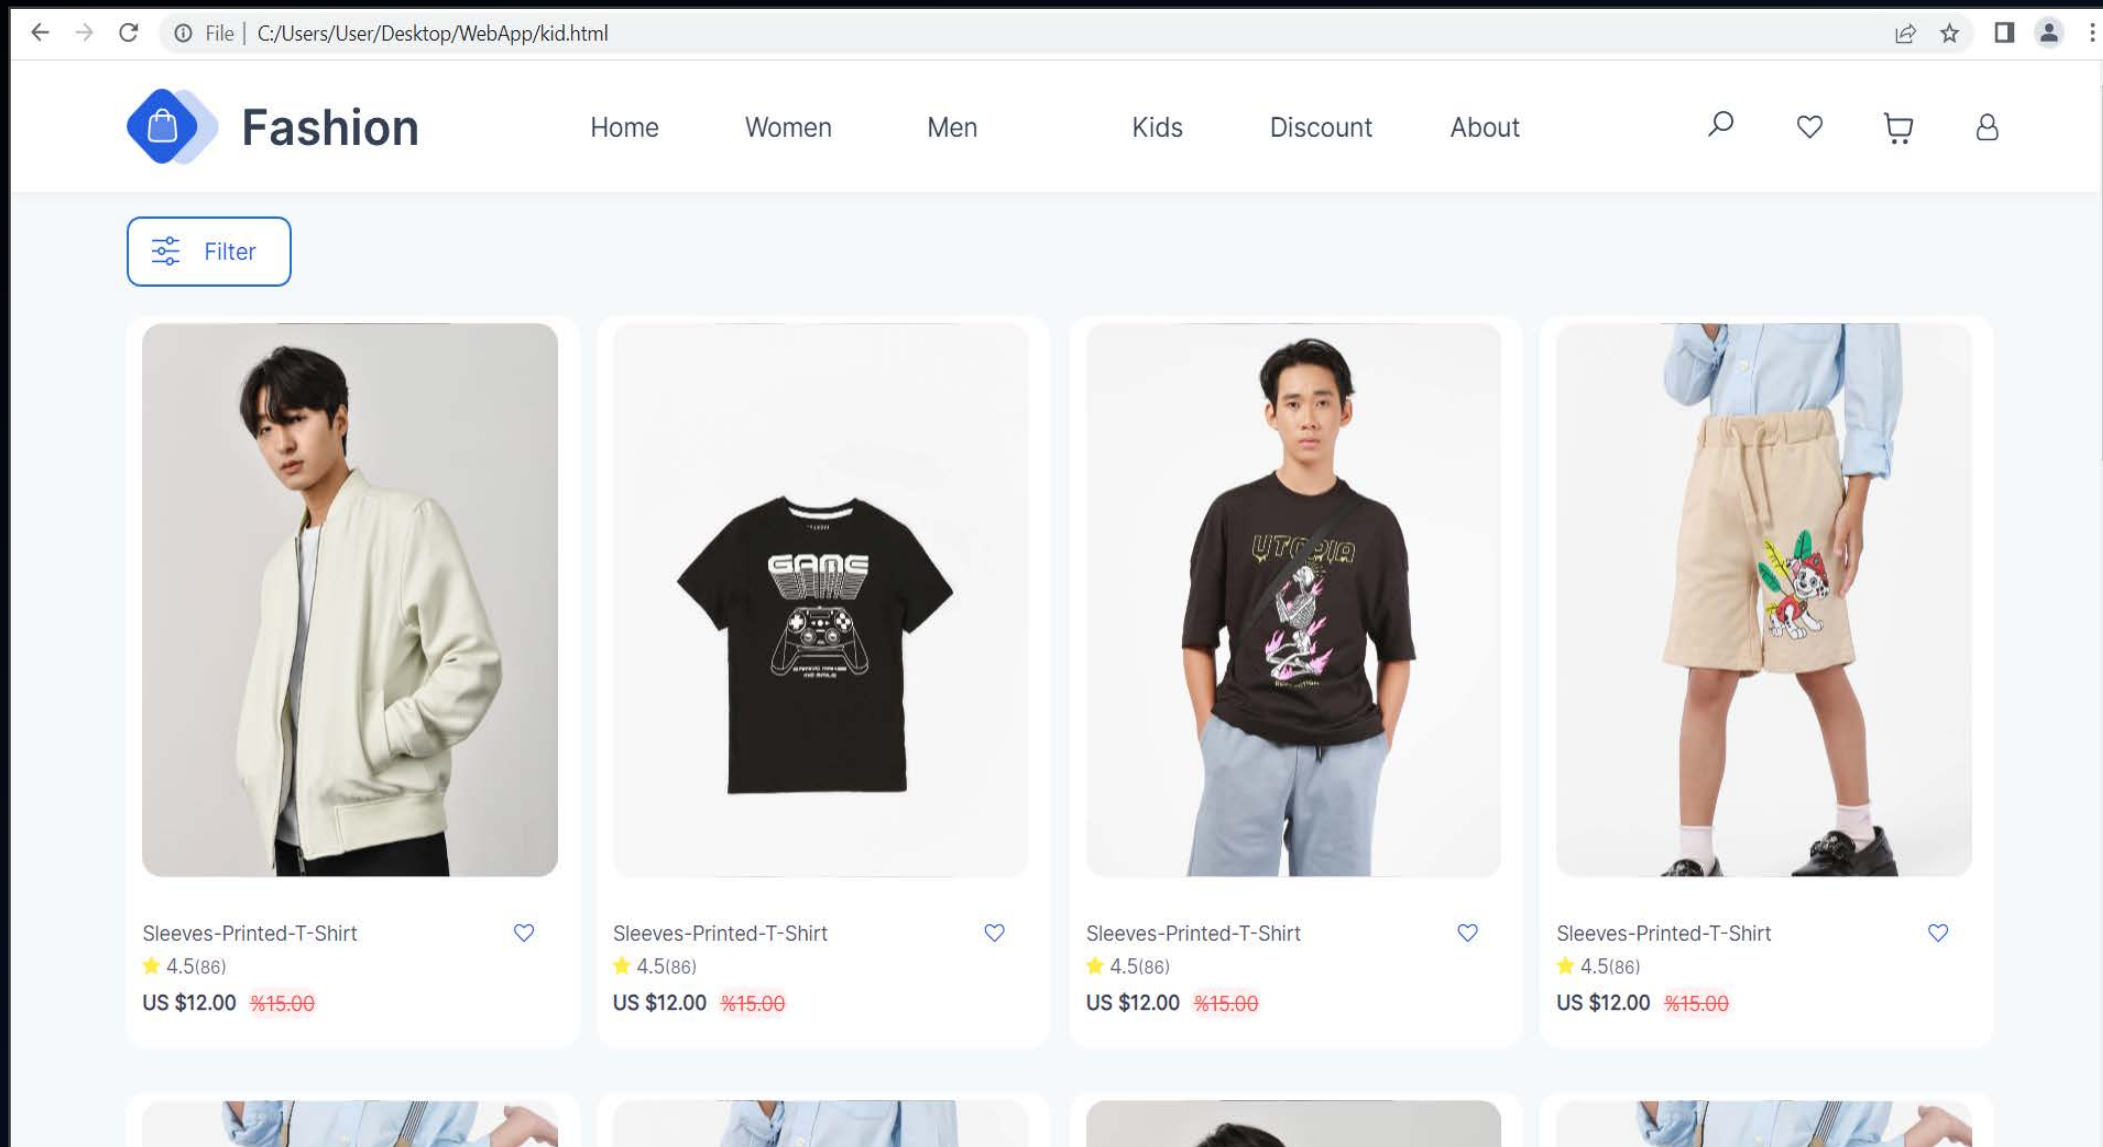 File | C:/Users/User/Desktop/WebApp/kid.html
Fashion
Home Women Men Kids Discount About
Filter
GAME
UTOPIA
Sleeves-Printed-T-Shirt
4.5(86)
US $12.00 %15.00
Sleeves-Printed-T-Shirt
4.5(86)
US $12.00 %15.00
Sleeves-Printed-T-Shirt
4.5(86)
US $12.00 %15.00
Sleeves-Printed-T-Shirt
4.5(86)
US $12.00 %15.00